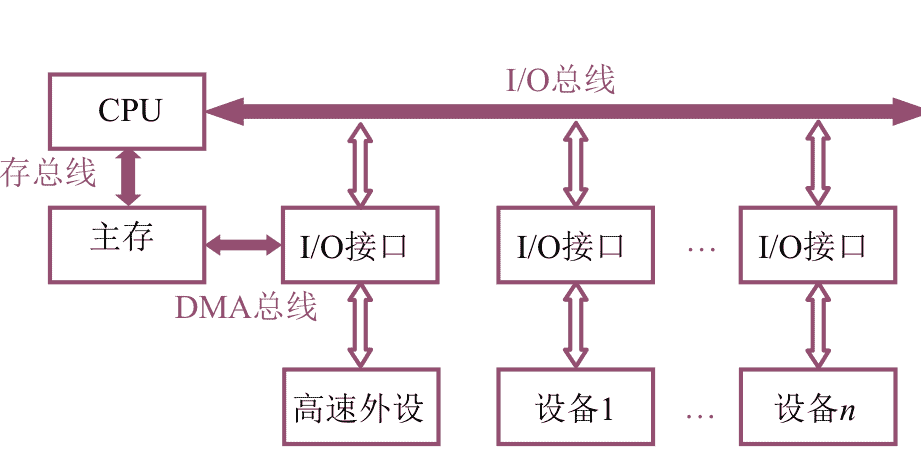 I/O总线
CPU
存总线
主存
I/O接口
I/O接口
…
I/O接口
DMA总线
高速外设
设备1
…
设备n